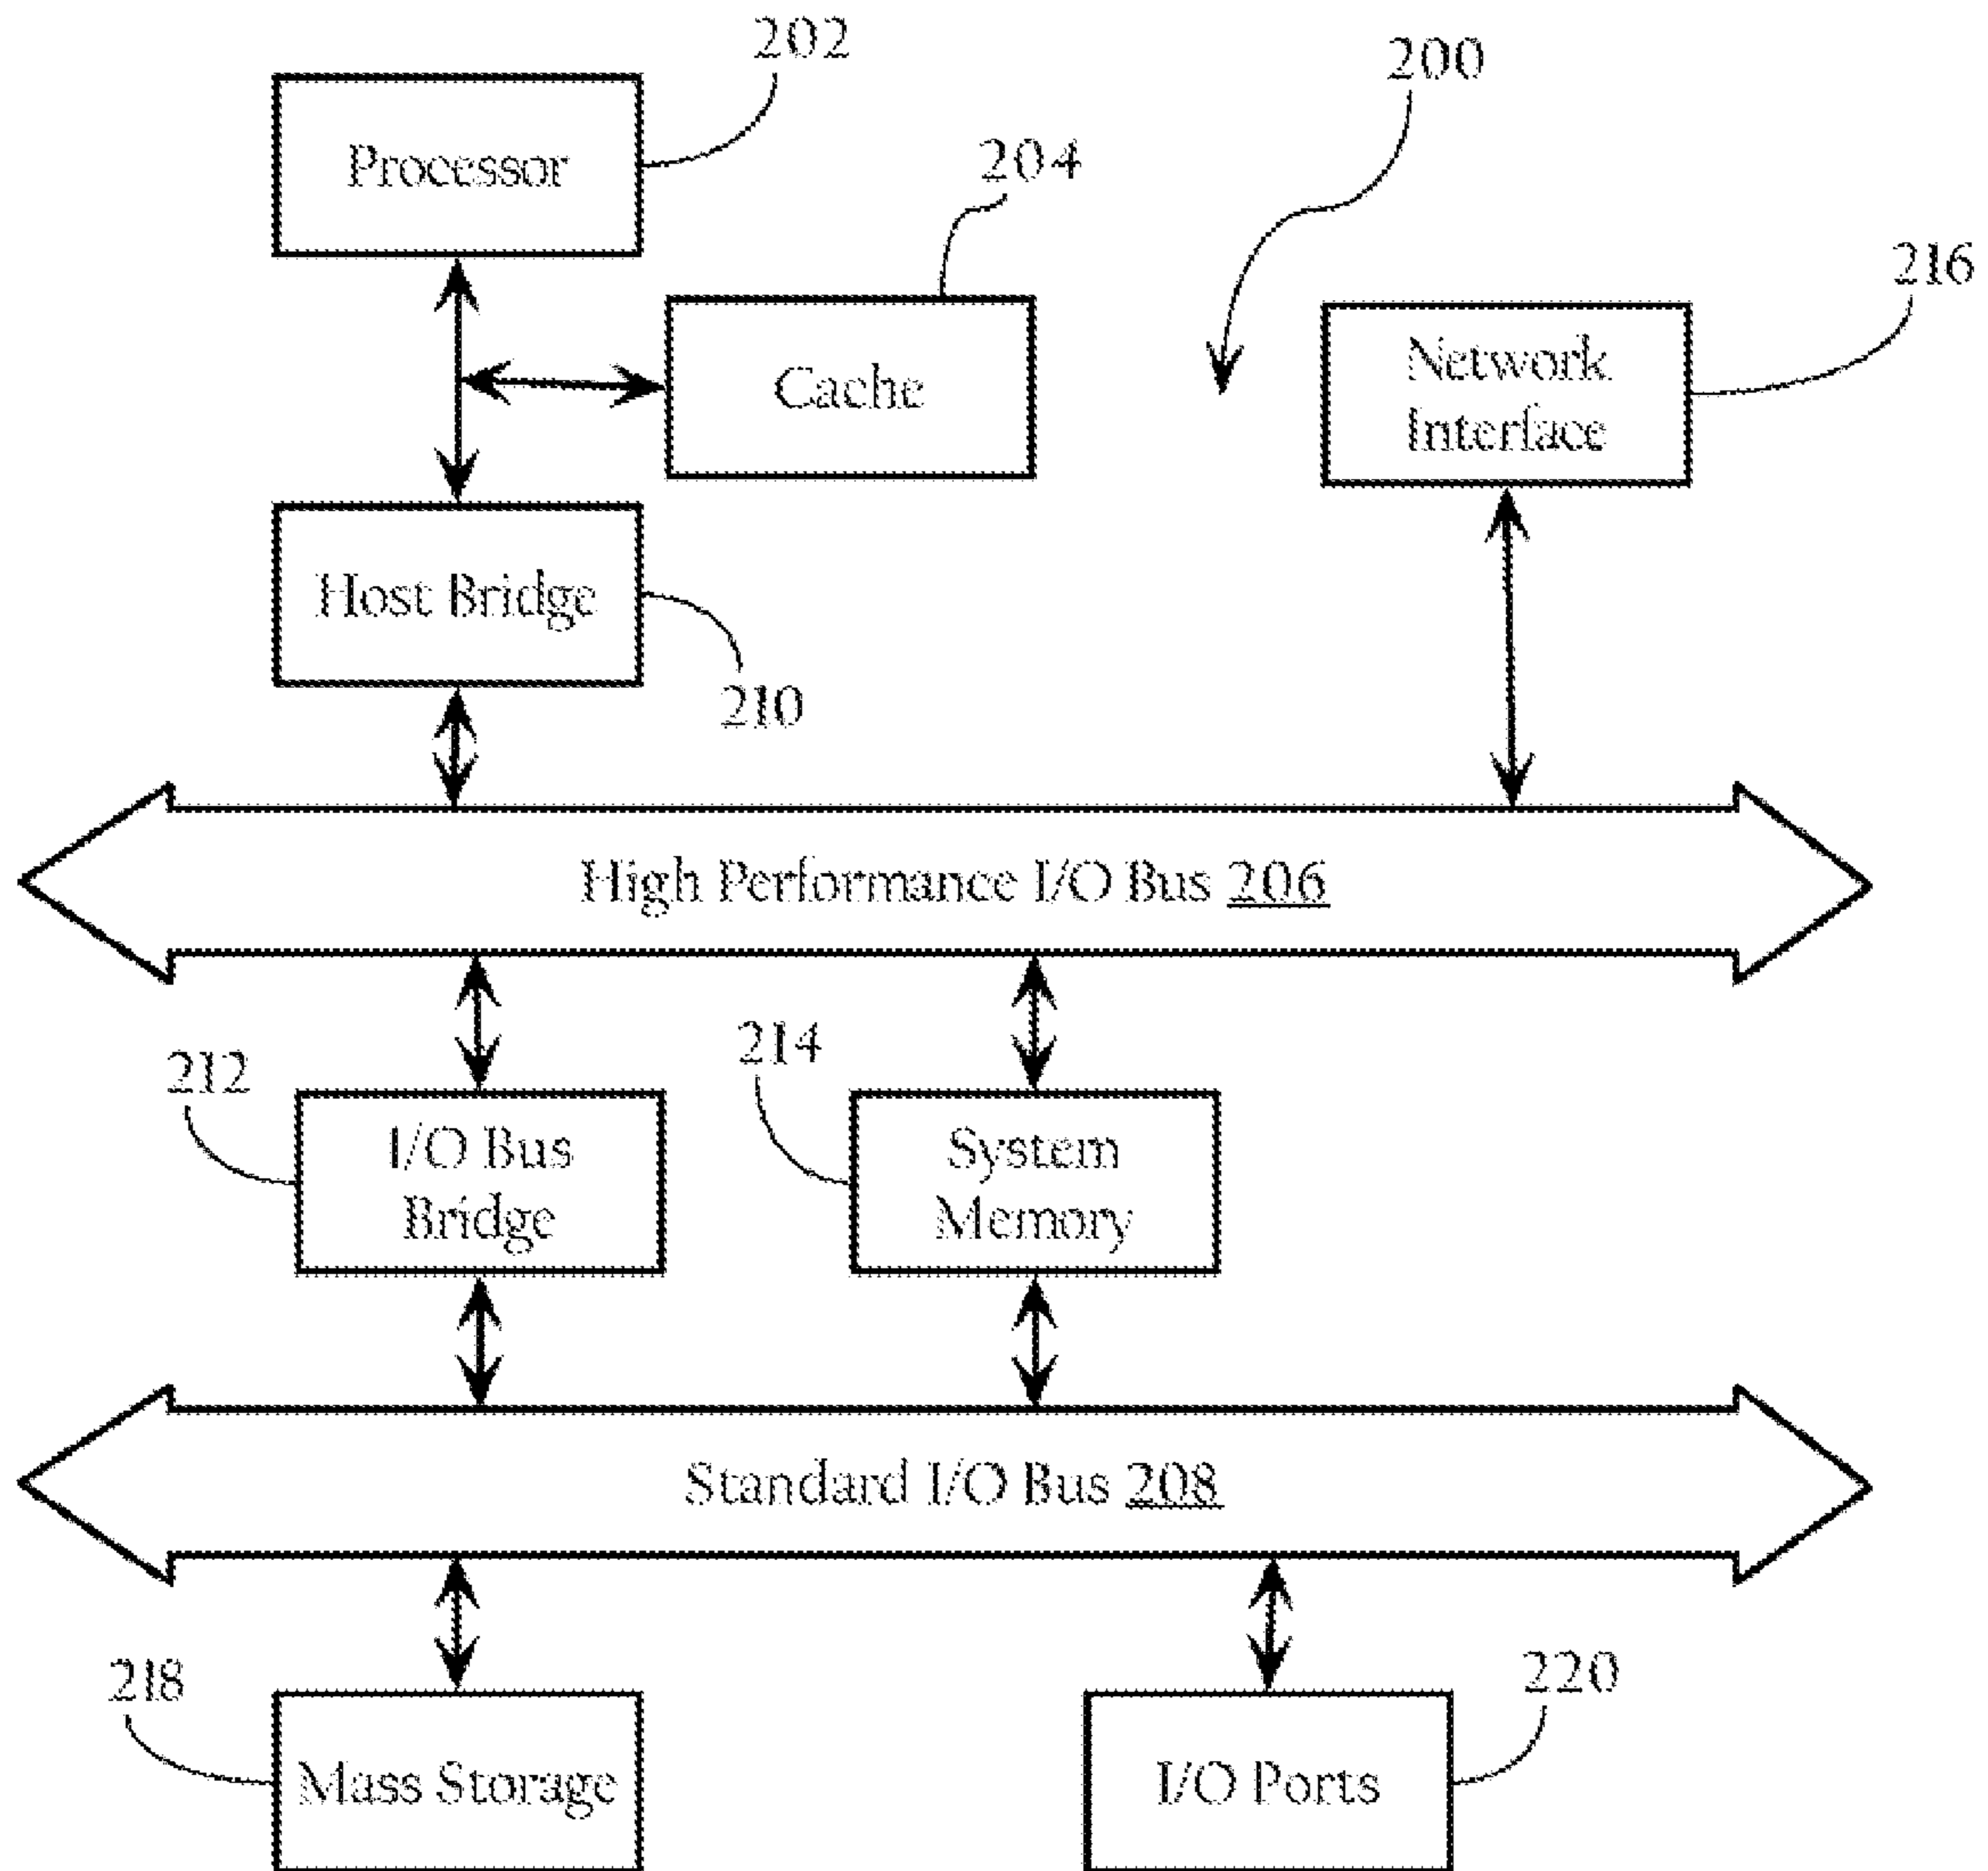 202
200
Processor
204
216
Network
Interface
Cache
Host Bridge
210
High Performance I/O Bus 206
214
212
I/O Bus
Bridge
System
Memory
Standard I/O Bus 208
218
220
Mass Storage
I/O Ports